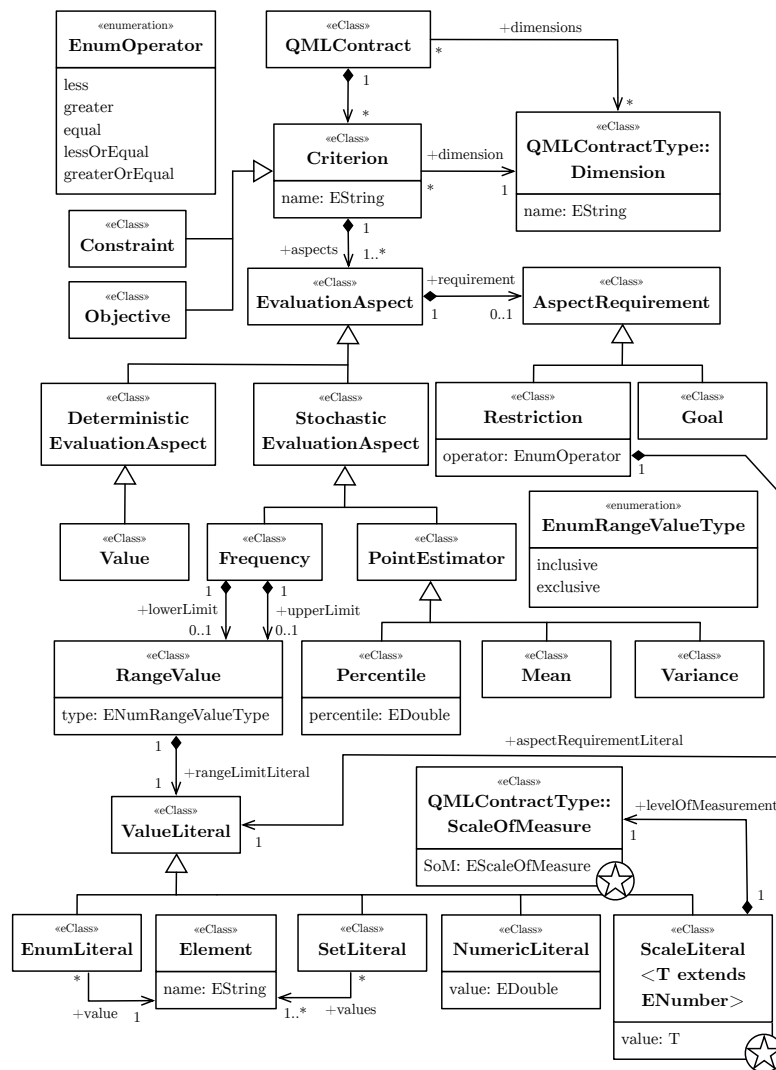 «enumeration»
EnumOperator
less
greater
equal
lessOrEqual
greaterOrEqual
«eClass»
QMLContract
+dimensions
*
*
1
*
«eClass»
Criterion
name: EString
+dimension
*
1
«eClass»
QMLContractType::
Dimension
name: EString
«eClass»
Constraint
«eClass»
Objective
1
+aspects
1..*
«eClass»
EvaluationAspect
+requirement
1
0..1
«eClass»
AspectRequirement
«eClass»
Deterministic
EvaluationAspect
«eClass»
Stochastic
EvaluationAspect
«eClass»
Restriction
operator: EnumOperator
1
«eClass»
Goal
«eClass»
Value
«eClass»
Frequency
«eClass»
PointEstimator
«enumeration»
EnumRangeValueType
inclusive
exclusive
1
1
+lowerLimit
+upperLimit
0..1
0..1
«eClass»
RangeValue
type: ENumRangeValueType
«eClass»
Percentile
percentile: EDouble
«eClass»
Mean
«eClass»
Variance
1
+rangeLimitLiteral
1
+aspectRequirementLiteral
1
«eClass»
ValueLiteral
«eClass»
QMLContractType::
ScaleOfMeasure
SoM: EScaleOfMeasure
+levelOfMeasurement
1
1
«eClass»
EnumLiteral
«eClass»
Element
name: EString
«eClass»
SetLiteral
«eClass»
NumericLiteral
value: EDouble
«eClass»
ScaleLiteral
<T extends
ENumber>
value: T
*
+value
1
*
1..*
+values